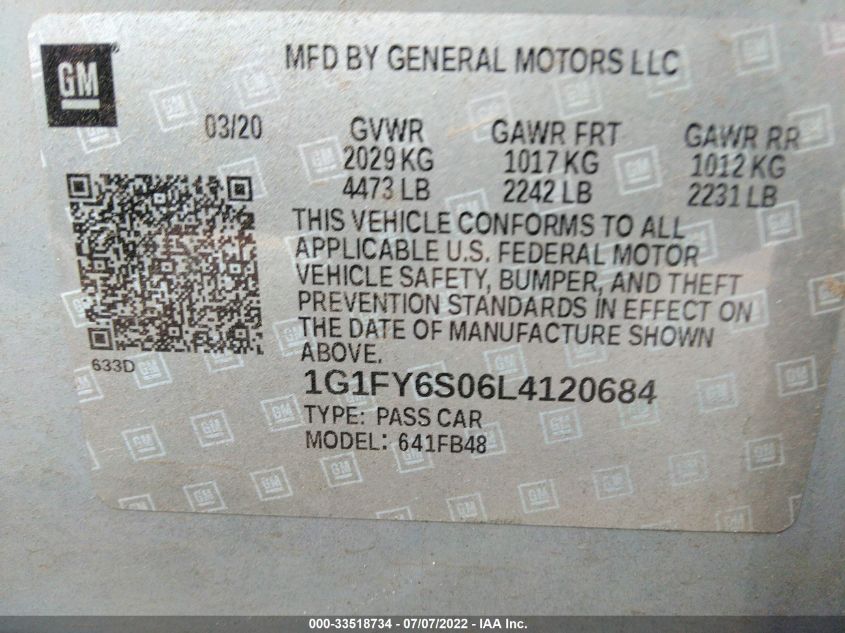 GM
MFD BY GENERAL MOTORS LLC
03/20 GVWR GAWR FRT GAWR RR
2029 KG 1017 KG 1012 KG
4473 LB 2242 LB 2231 LB
THIS VEHICLE CONFORMS TO ALL
APPLICABLE U.S. FEDERAL MOTOR
VEHICLE SAFETY, BUMPER, AND THEFT
PREVENTION STANDARDS IN EFFECT ON
THE DATE OF MANUFACTURE SHOWN
ABOVE.
633D
1G1FY6S06L4120684
TYPE: PASS CAR
MODEL: 641FB48
000-33518734 - 07/07/2022 - IAA Inc.